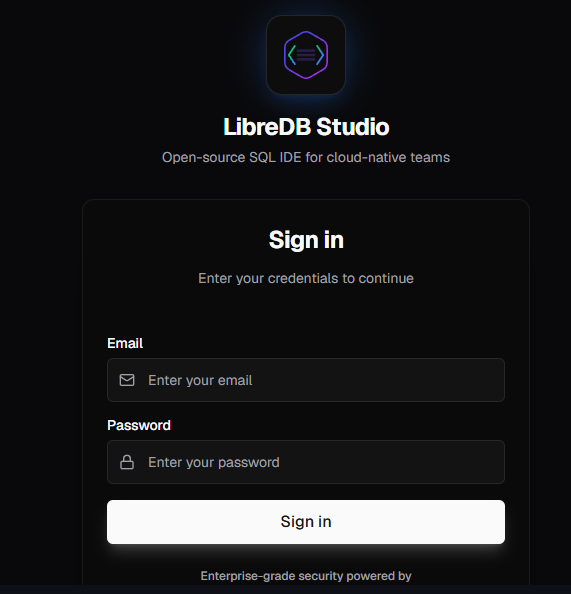 LibreDB Studio
Open-source SQL IDE for cloud-native teams
Sign in
Enter your credentials to continue
Email
Enter your email
Password
Enter your password
Sign in
Enterprise-grade security powered by